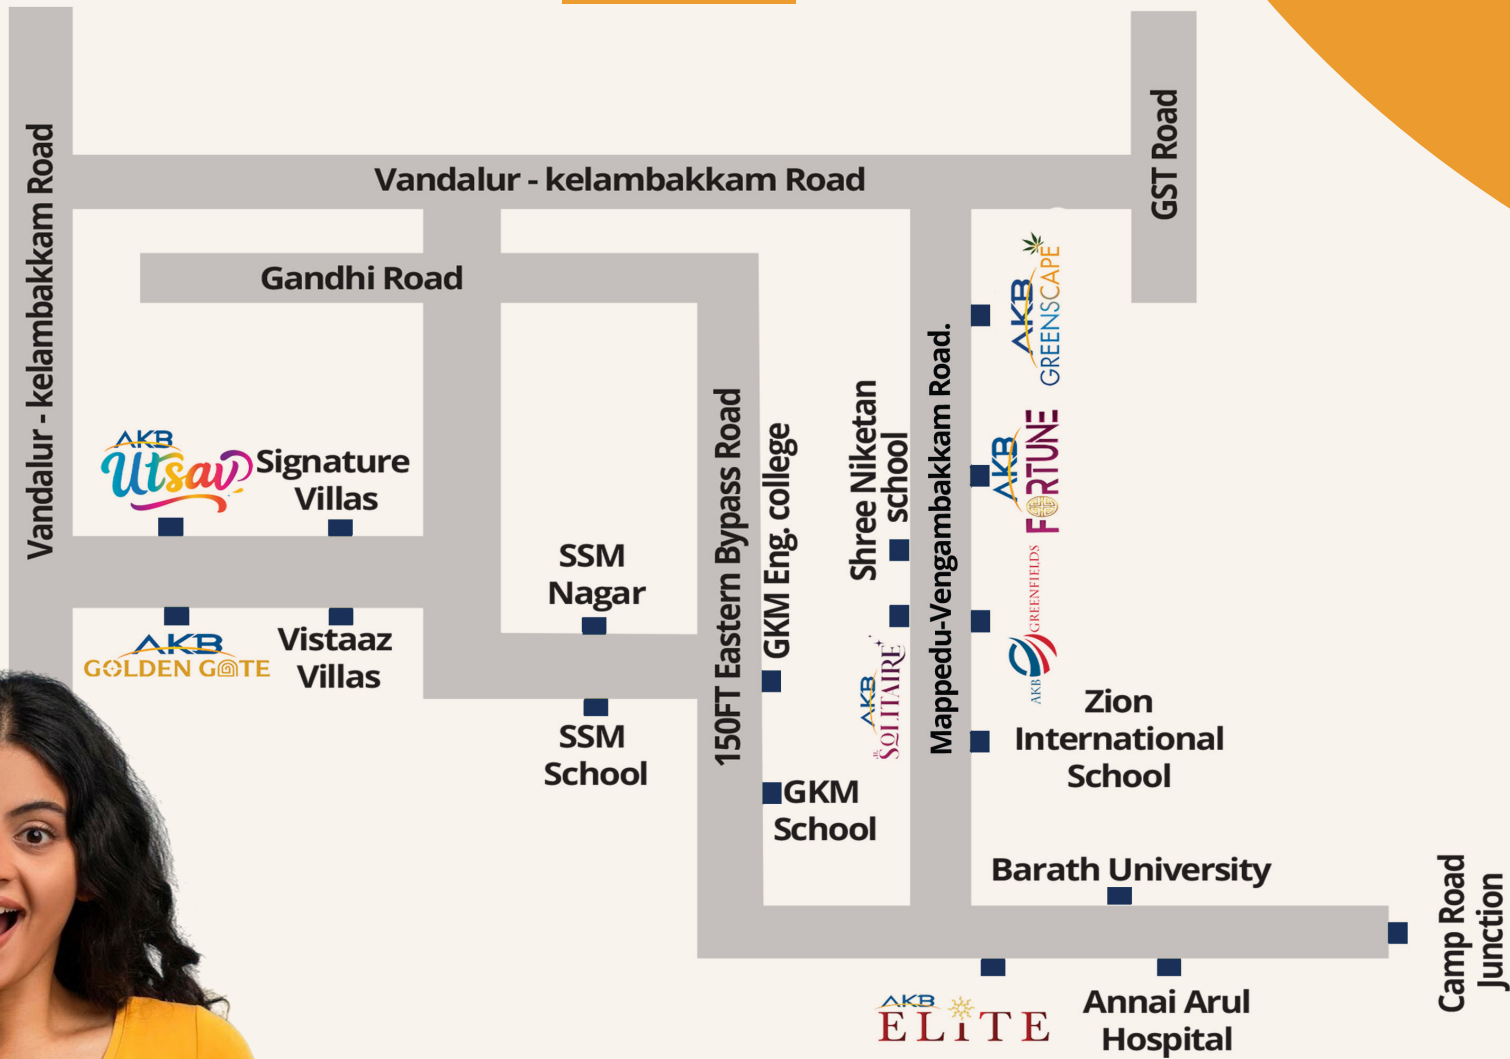 Vandalur - kelambakkam Road
GST Road
Vandalur - kelambakkam Road
Gandhi Road
AKB
GREENSCAPE
AKB
FORTUNE
Mappedu-Vengambakkam Road.
Shree Niketan
school
150FT Eastern Bypass Road
GKM Eng. college
AKB
Utsav
Signature
Villas
SSM
Nagar
AKB
GREENFIELDS
AKB
GOLDEN GATE
Vistaaz
Villas
AKB
SOLITAIRE
SSM
School
Zion
International
School
GKM
School
Barath University
Camp Road
Junction
AKB
ELiTE
Annai Arul
Hospital